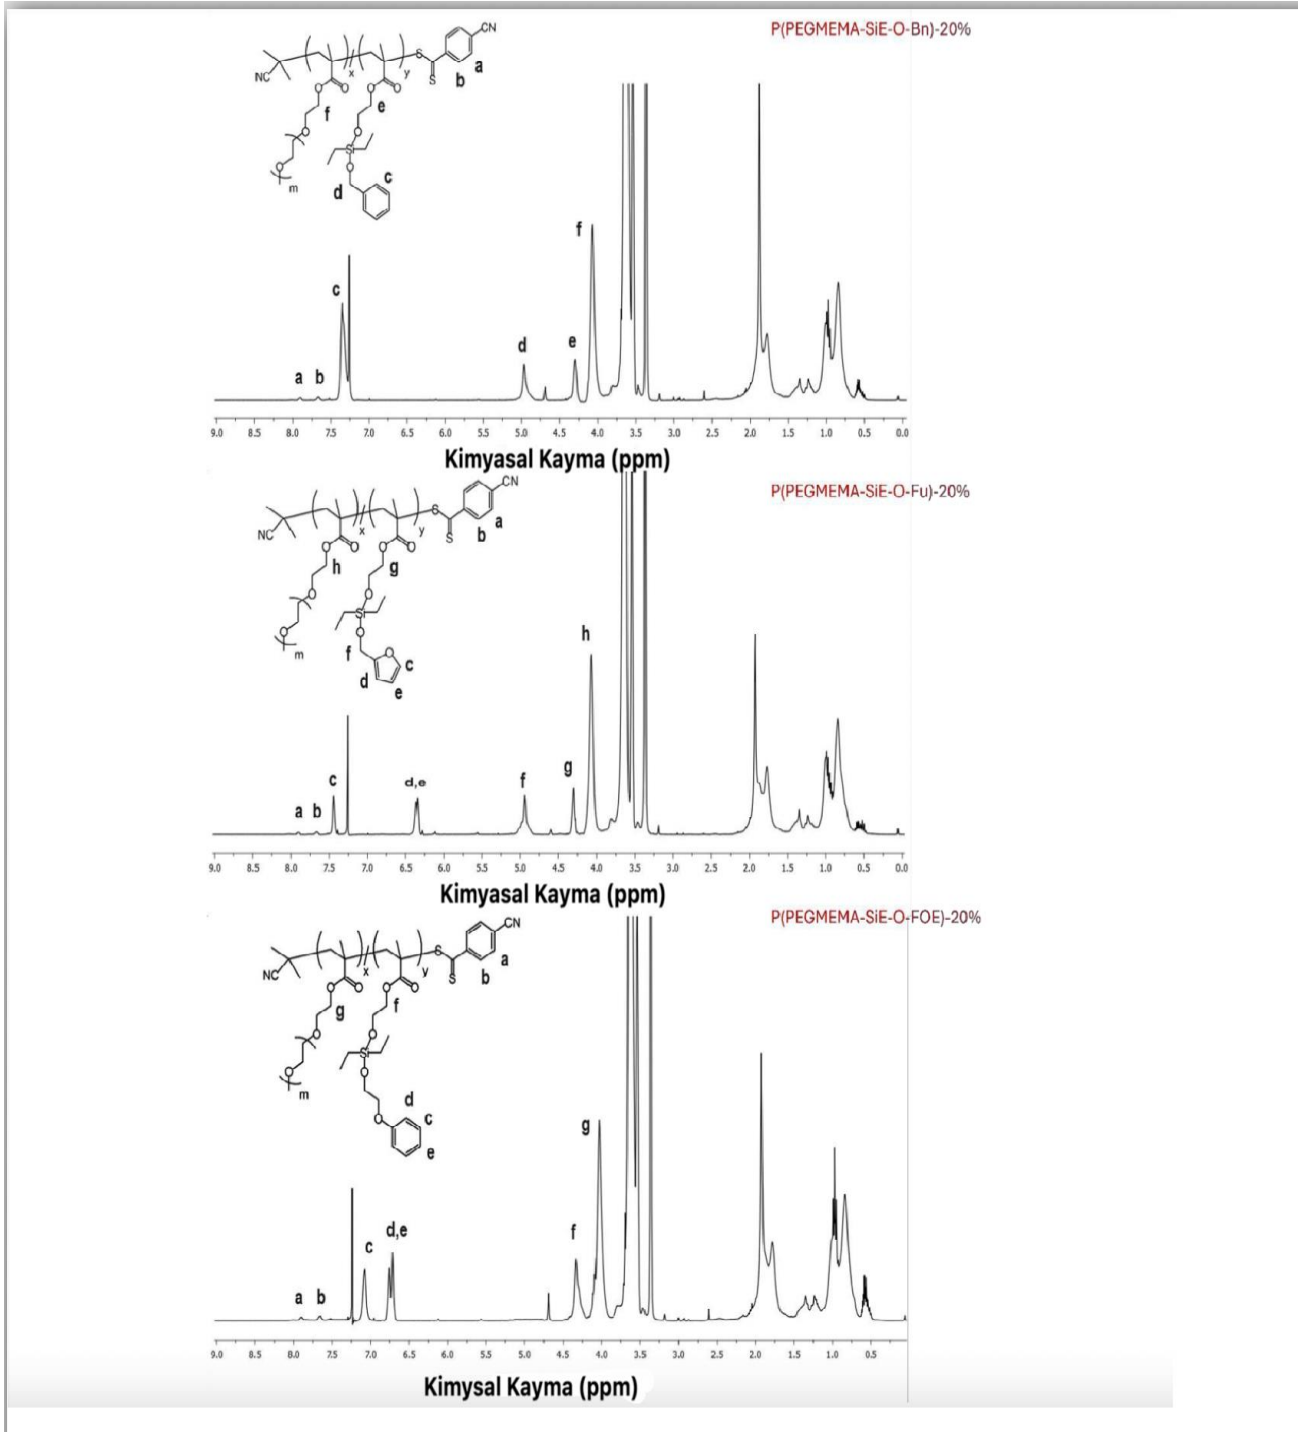 P(PEGMEMA-SiE-O-Bn)-20%
CN
S
a
NC
x
y
S
b
O
O
O
O
f
e
O
O
Si
O
O
m
d
c
f
c
d
e
a
b
9.0 8.5 8.0 7.5 7.0 6.5 6.0 5.5 5.0 4.5 4.0 3.5 3.0 2.5 2.0 1.5 1.0 0.5 0.0
Kimyasal Kayma (ppm)
P(PEGMEMA-SiE-O-Fu)-20%
CN
S
a
NC
x
y
S
b
O
O
O
O
h
g
O
O
Si
O
O
m
f
O
c
d
e
h
g
f
c
d,e
a
b
9.0 8.5 8.0 7.5 7.0 6.5 6.0 5.5 5.0 4.5 4.0 3.5 3.0 2.5 2.0 1.5 1.0 0.5 0.0
Kimyasal Kayma (ppm)
P(PEGMEMA-SiE-O-FOE)-20%
CN
S
a
NC
x
y
S
b
O
O
O
O
g
f
O
O
Si
O
O
m
d
O
c
e
g
f
d,e
c
a
b
9.0 8.5 8.0 7.5 7.0 6.5 6.0 5.5 5.0 4.5 4.0 3.5 3.0 2.5 2.0 1.5 1.0 0.5
Kimysal Kayma (ppm)